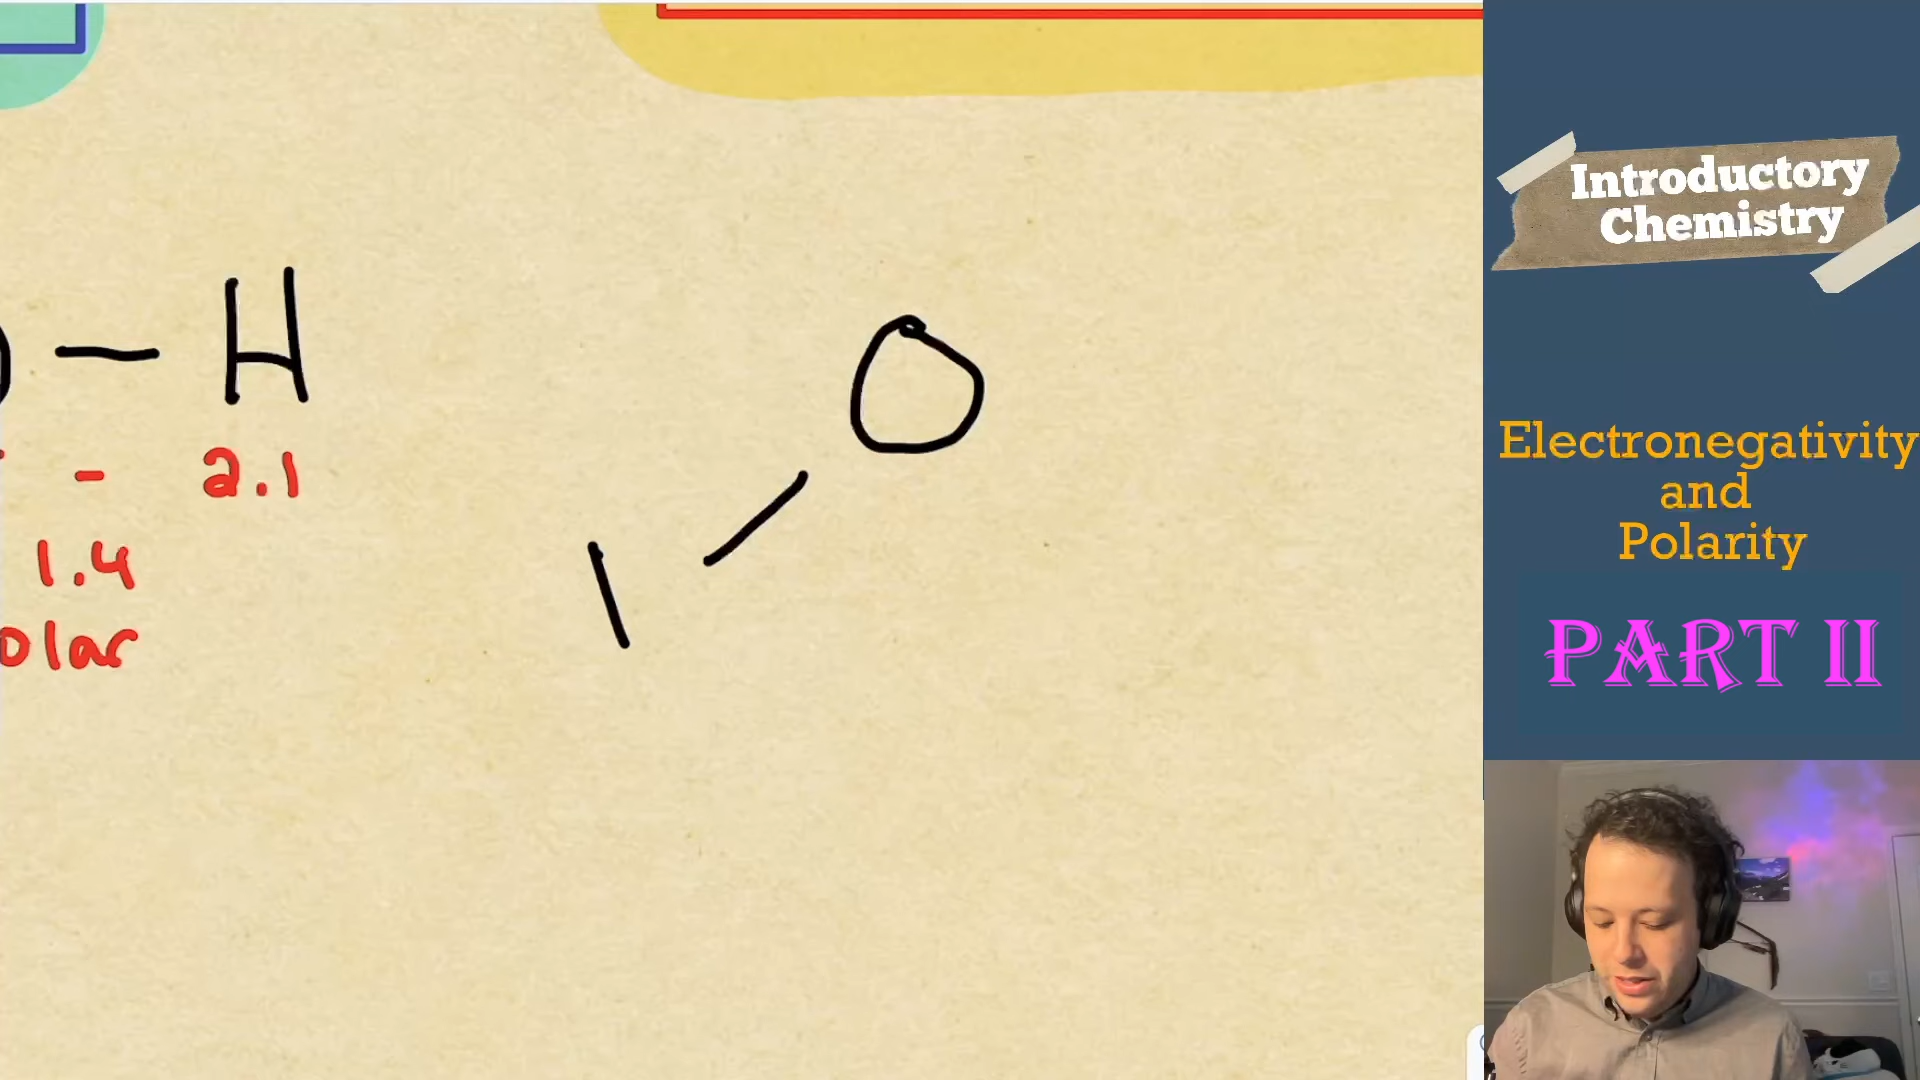 — H
- 2.1
1.4
olar
O
Introductory
Chemistry
Electronegativity
and
Polarity
PART II